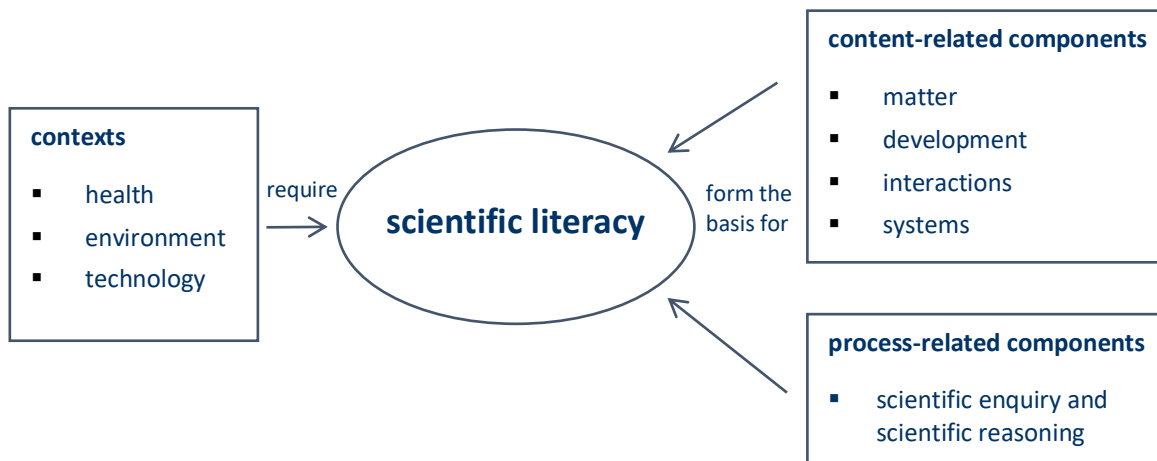 contexts
▪ health
▪ environment
▪ technology
require
scientific literacy
form the
basis for
content-related components
▪ matter
▪ development
▪ interactions
▪ systems
process-related components
▪ scientific enquiry and
scientific reasoning